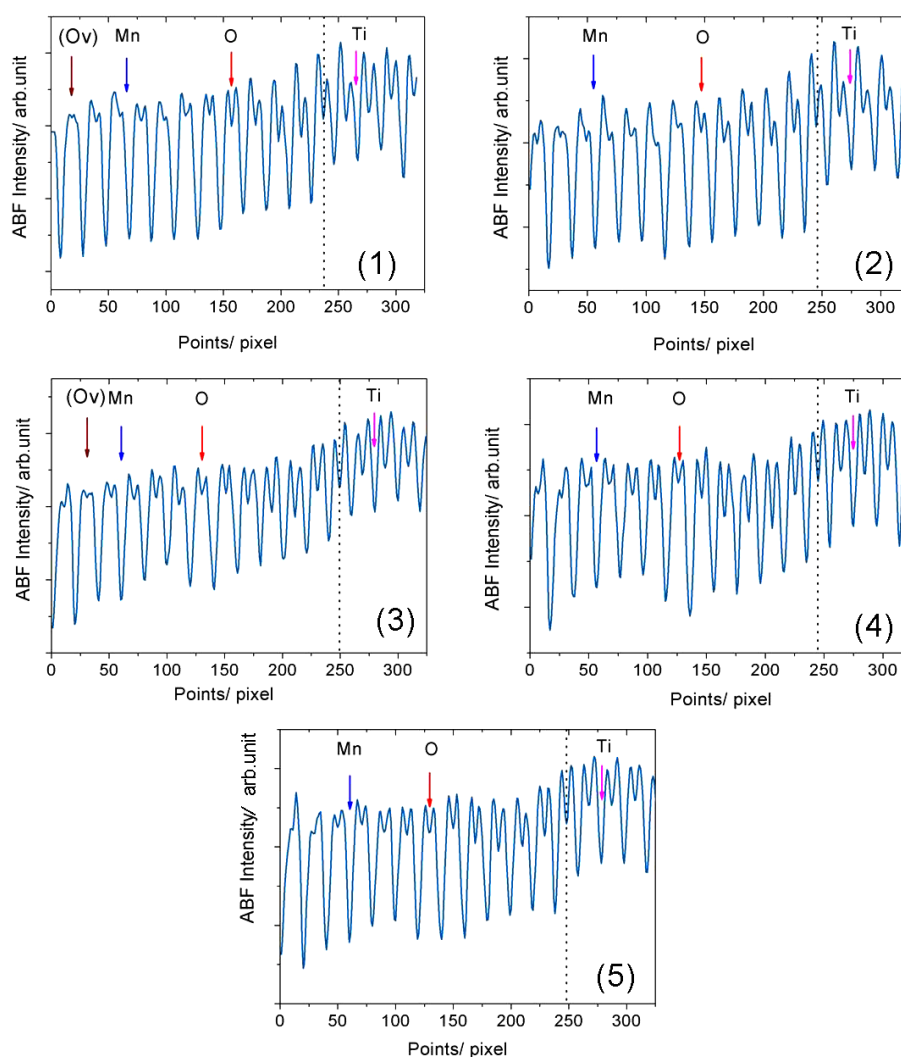 (Ov) Mn O Ti
ABF Intensity/ arb.unit
(1)
0 50 100 150 200 250 300
Points/ pixel
Mn O Ti
ABF Intensity/ arb.unit
(2)
0 50 100 150 200 250 300
Points/ pixel
(Ov) Mn O Ti
ABF Intensity/ arb.unit
(3)
0 50 100 150 200 250 300
Points/ pixel
Mn O Ti
ABF Intensity/ arb.unit
(4)
0 50 100 150 200 250 300
Points/ pixel
Mn O Ti
ABF Intensity/ arb.unit
(5)
0 50 100 150 200 250 300
Points/ pixel